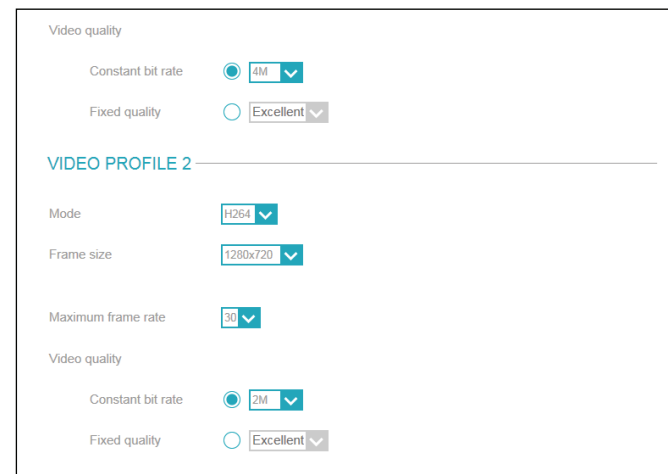 Video quality
Constant bit rate 4M
Fixed quality Excellent
VIDEO PROFILE 2
Mode H264
Frame size 1280x720
Maximum frame rate 30
Video quality
Constant bit rate 2M
Fixed quality Excellent